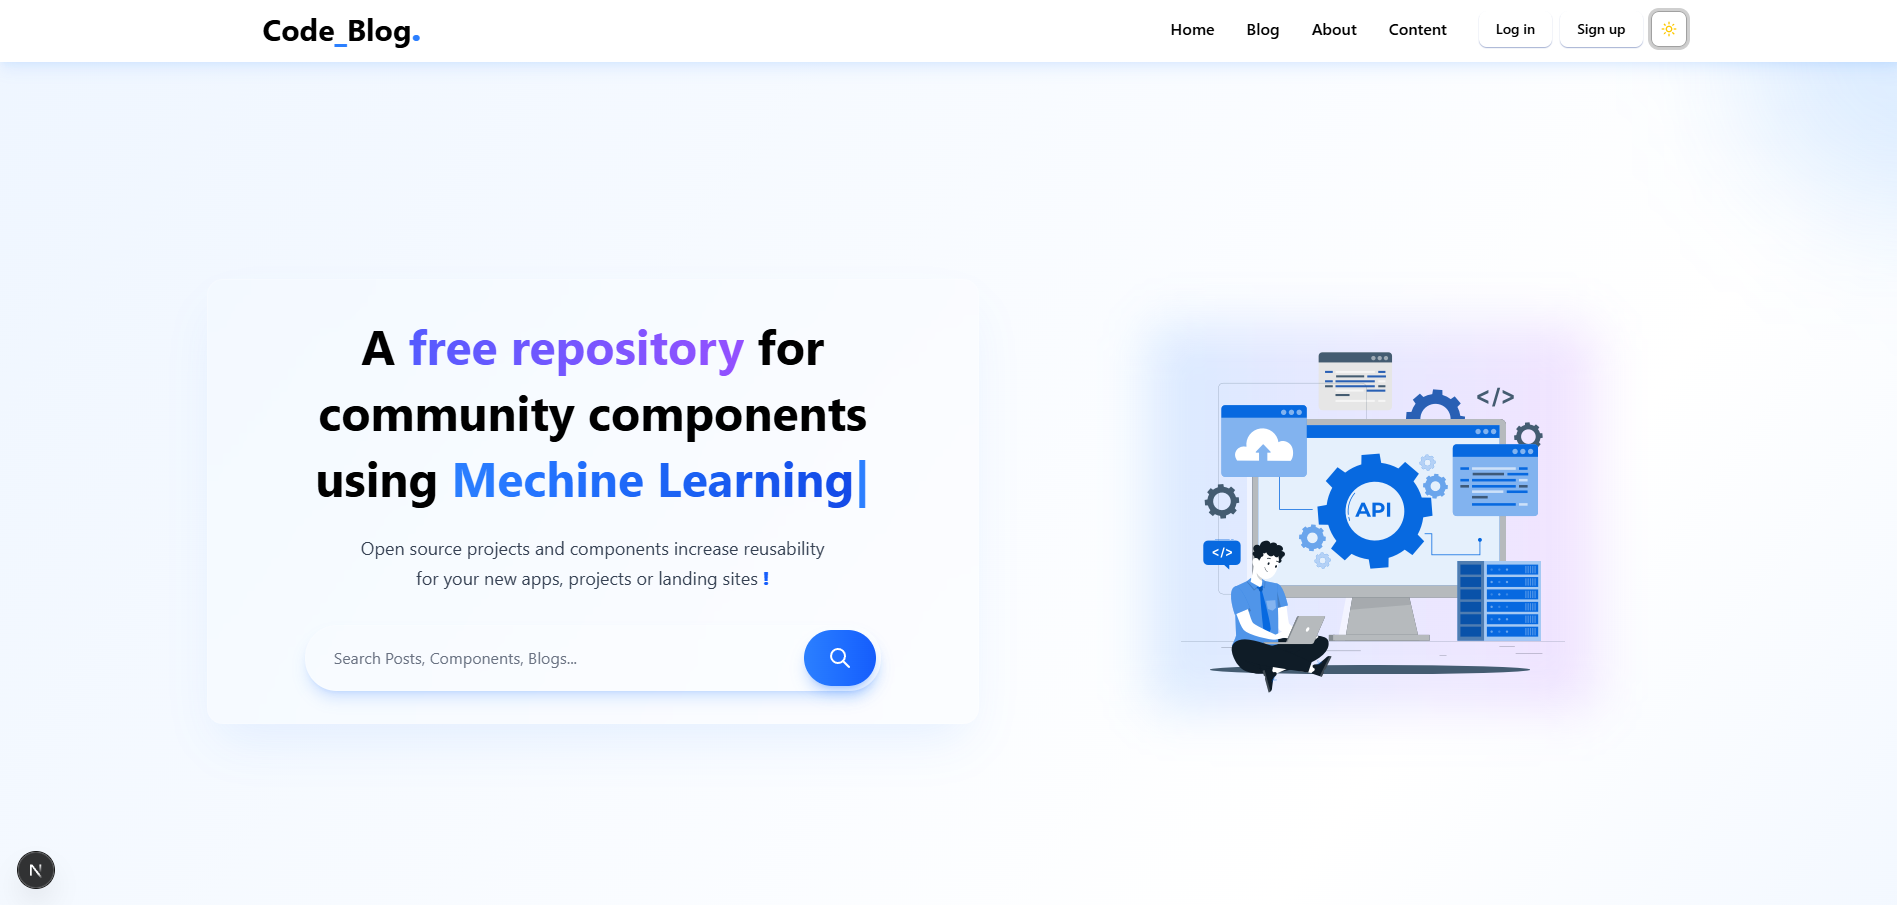 Code_Blog.
Home Blog About Content Log in Sign up
A free repository for
community components
using Mechine Learning|
Open source projects and components increase reusability
for your new apps, projects or landing sites !
Search Posts, Components, Blogs...
</>
API
</>
N